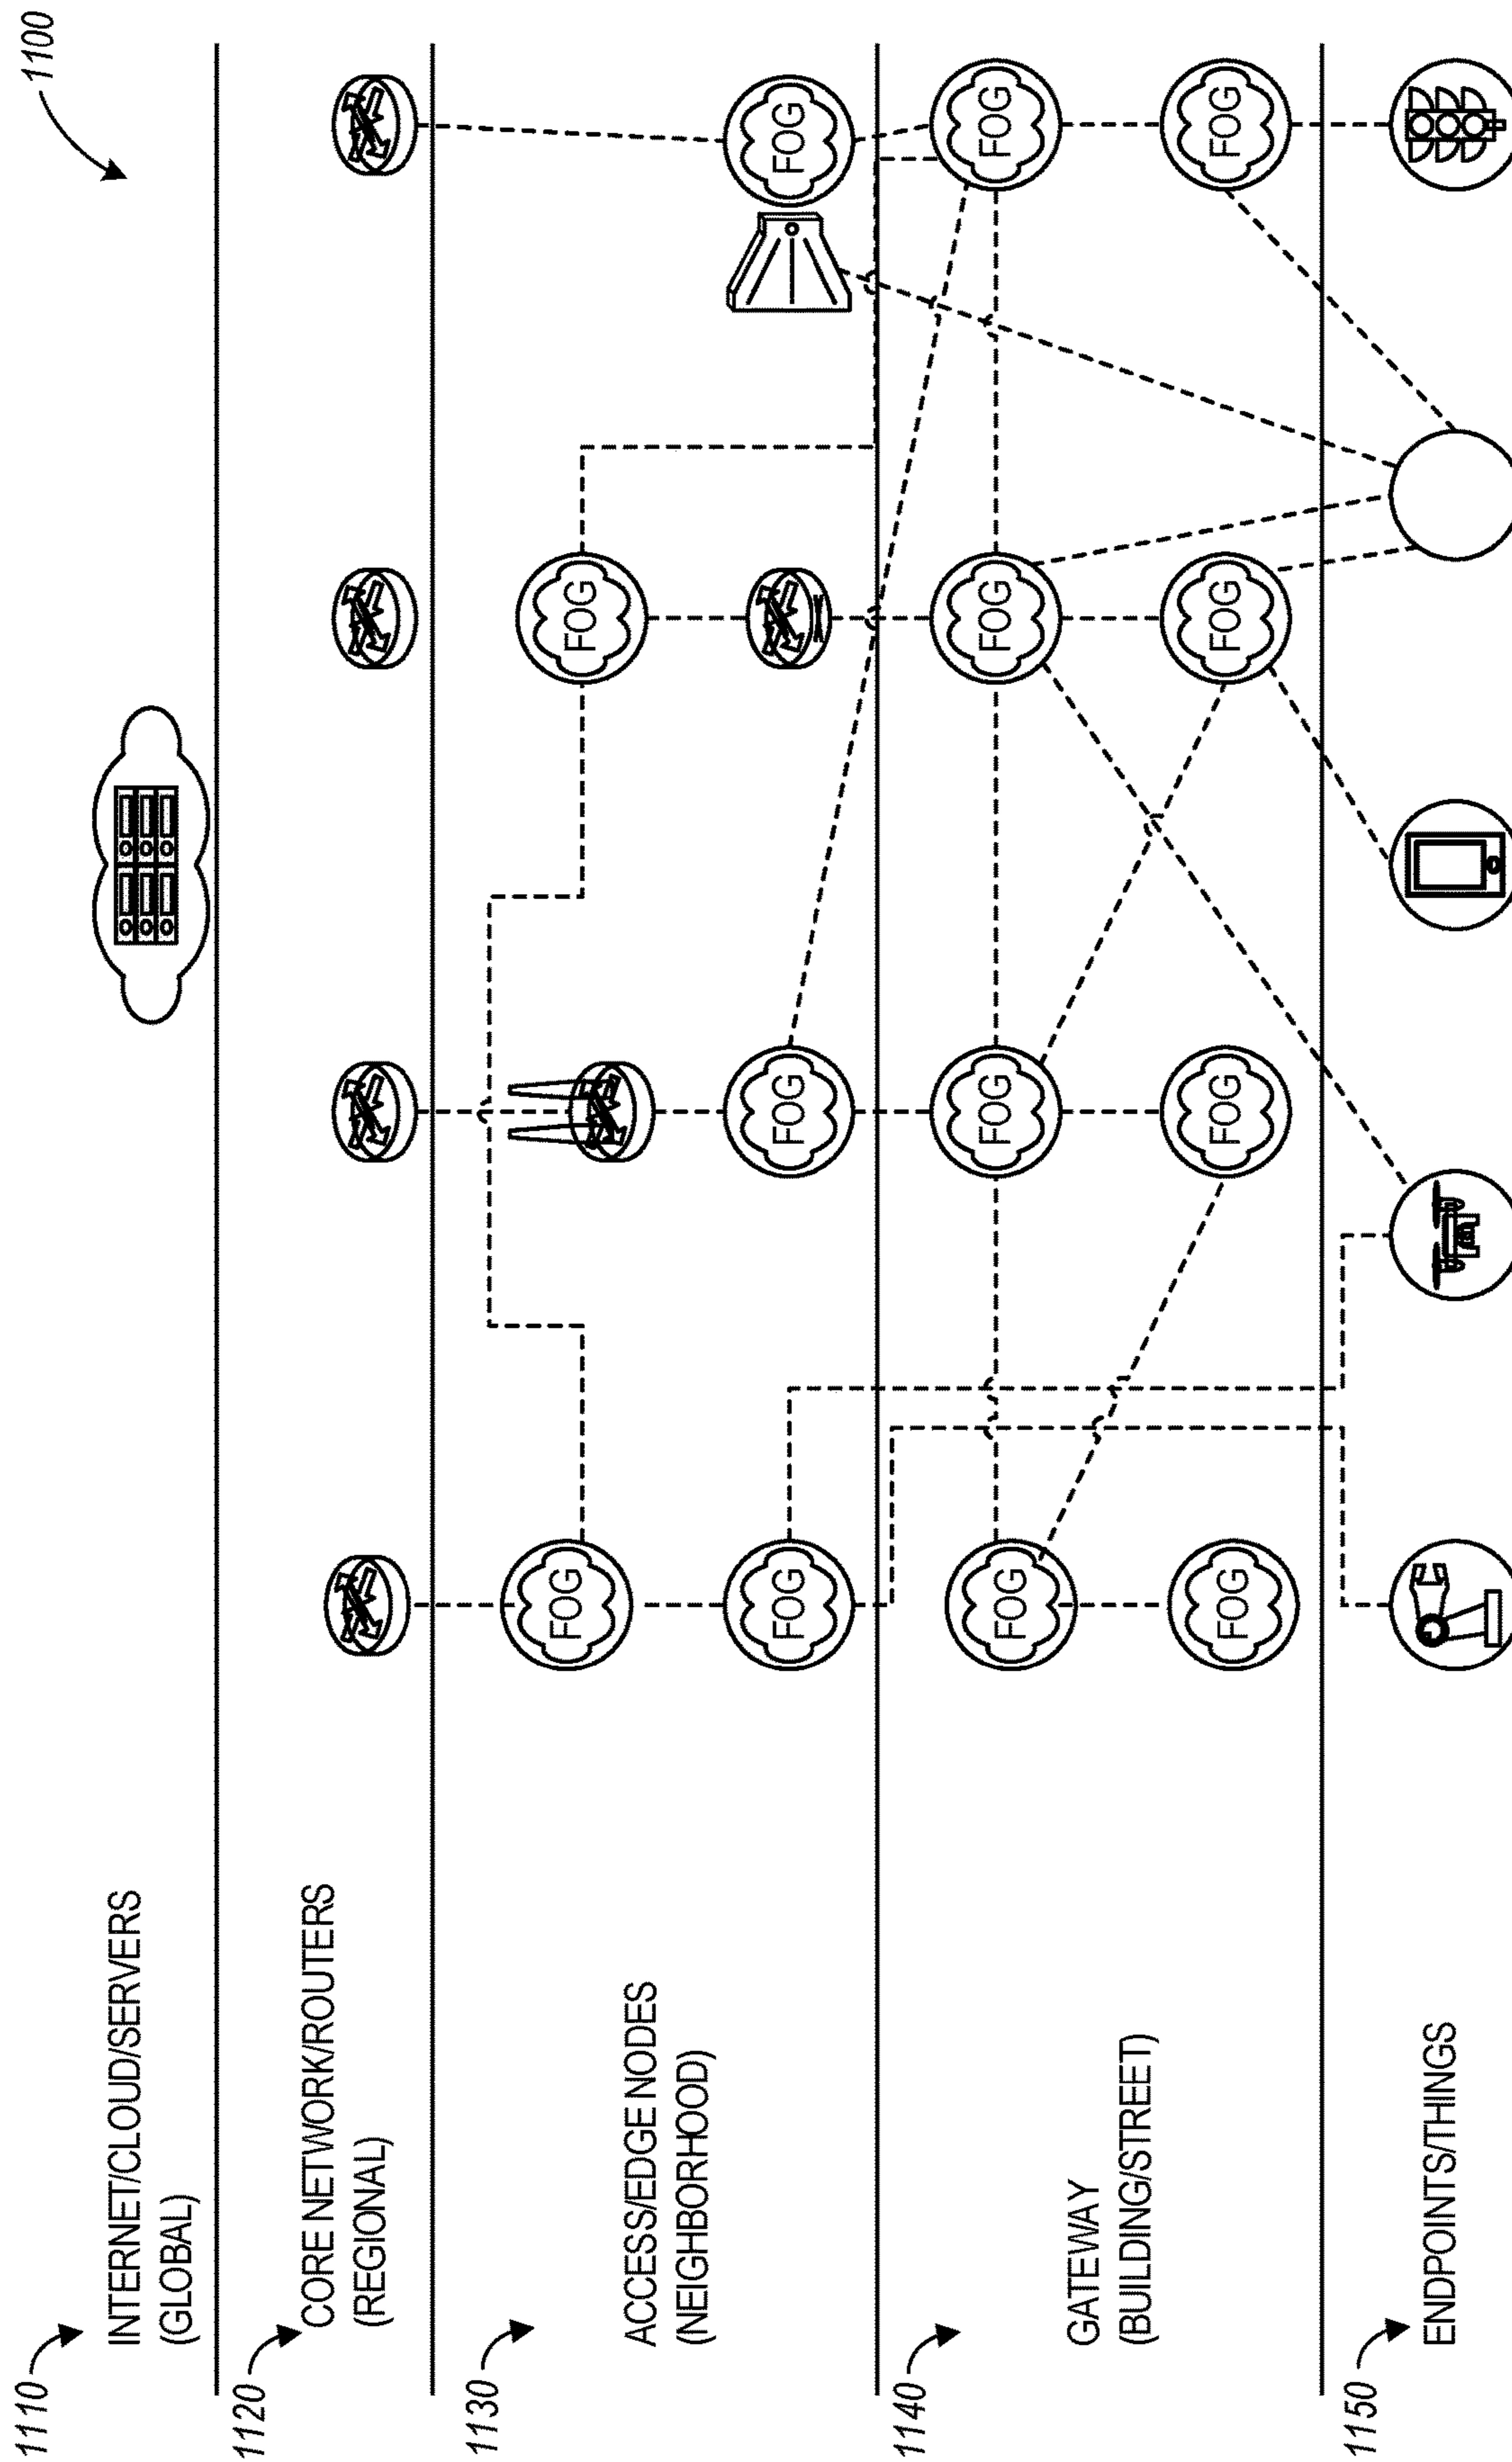 1100
1110
INTERNET/CLOUD/SERVERS
(GLOBAL)
1120
CORE NETWORK/ROUTERS
(REGIONAL)
1130
ACCESS/EDGE NODES
(NEIGHBORHOOD)
FOG
FOG
FOG
FOG
FOG
1140
GATEWAY
(BUILDING/STREET)
FOG
FOG
FOG
FOG
FOG
FOG
FOG
FOG
1150
ENDPOINTS/THINGS